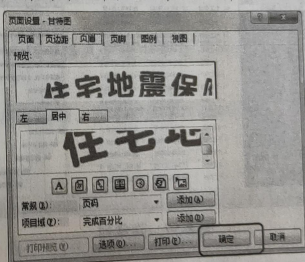 页面设置 - 甘特图
页面 页边距 页眉 页脚 图例 视图
预览:
住宅地震保
左 居中 右
住宅地
A
常规(L): 页码 添加(A)
项目域(P): 完成百分比 添加(D)
打印预览(V)... 选项(O)... 打印(P)... 确定 取消